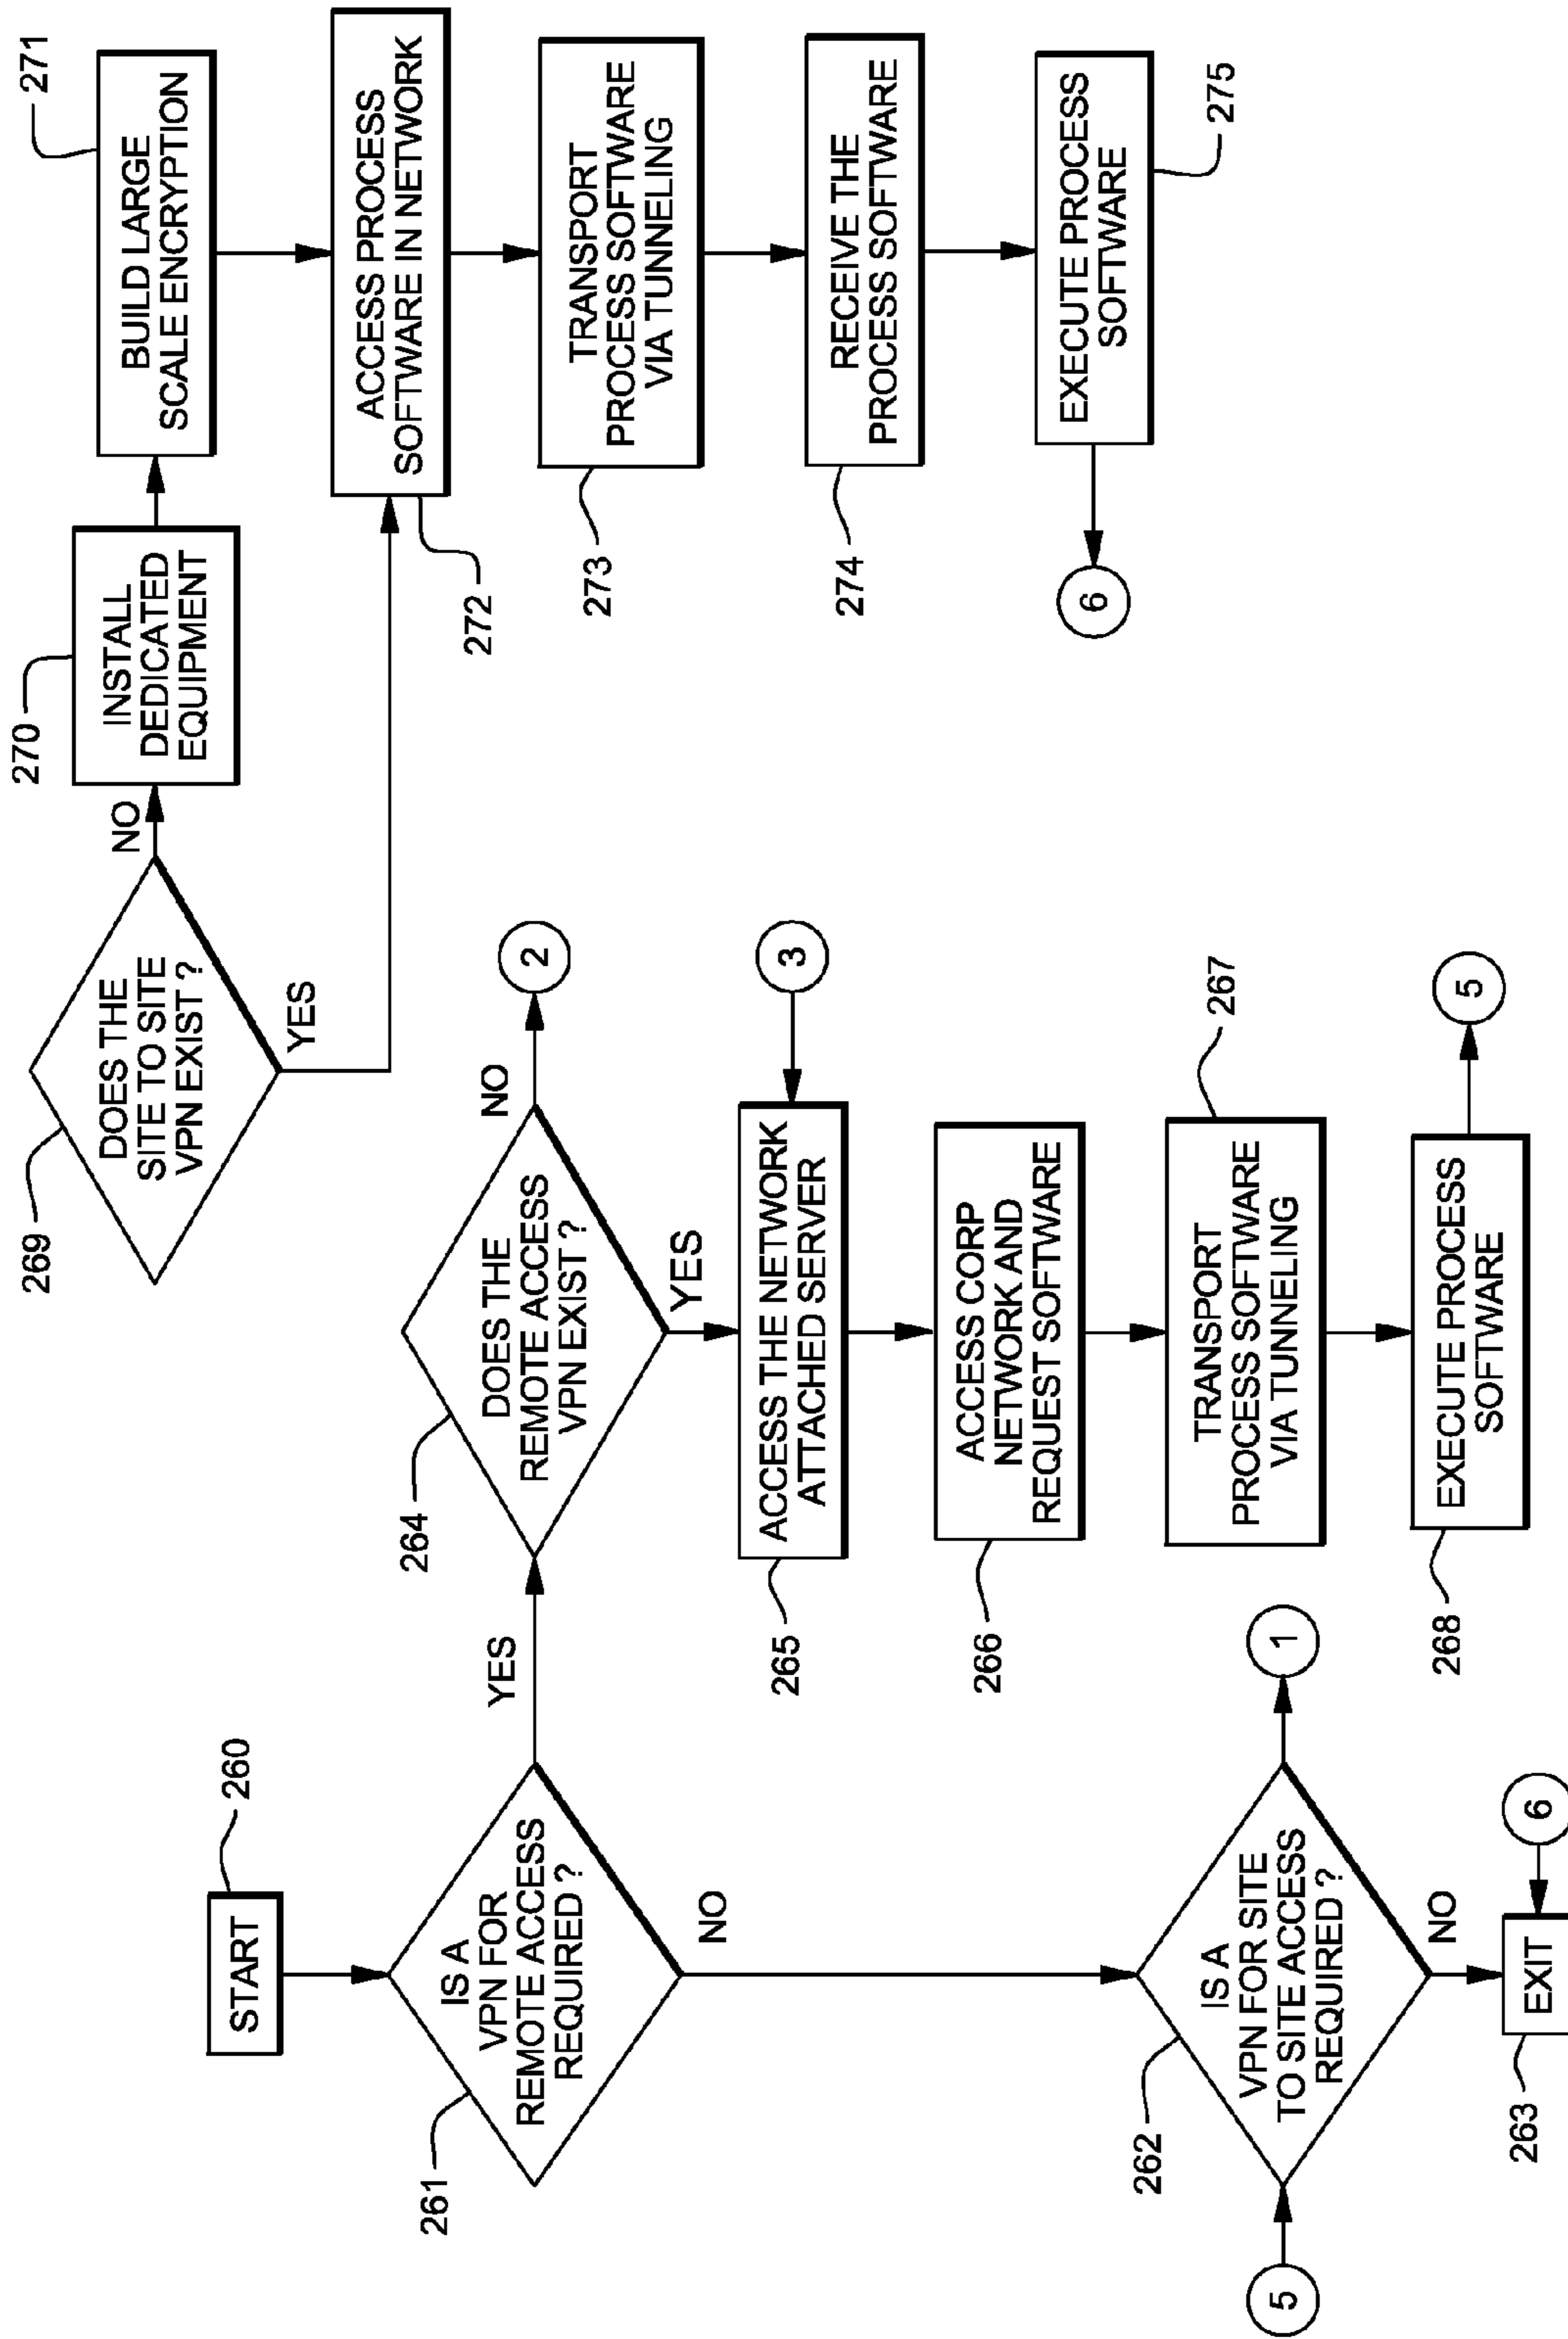 START
260
IS A
VPN FOR
REMOTE ACCESS
REQUIRED ?
261
YES
NO
5
IS A
VPN FOR SITE
TO SITE ACCESS
REQUIRED ?
262
1
NO
EXIT
263
6
DOES THE
REMOTE ACCESS
VPN EXIST ?
264
NO
2
YES
ACCESS THE NETWORK
ATTACHED SERVER
265
3
ACCESS CORP
NETWORK AND
REQUEST SOFTWARE
266
TRANSPORT
PROCESS SOFTWARE
VIA TUNNELING
267
EXECUTE PROCESS
SOFTWARE
268
5
DOES THE
SITE TO SITE
VPN EXIST ?
269
NO
YES
INSTALL
DEDICATED
EQUIPMENT
270
BUILD LARGE
SCALE ENCRYPTION
271
ACCESS PROCESS
SOFTWARE IN NETWORK
272
TRANSPORT
PROCESS SOFTWARE
VIA TUNNELING
273
RECEIVE THE
PROCESS SOFTWARE
274
EXECUTE PROCESS
SOFTWARE
275
6